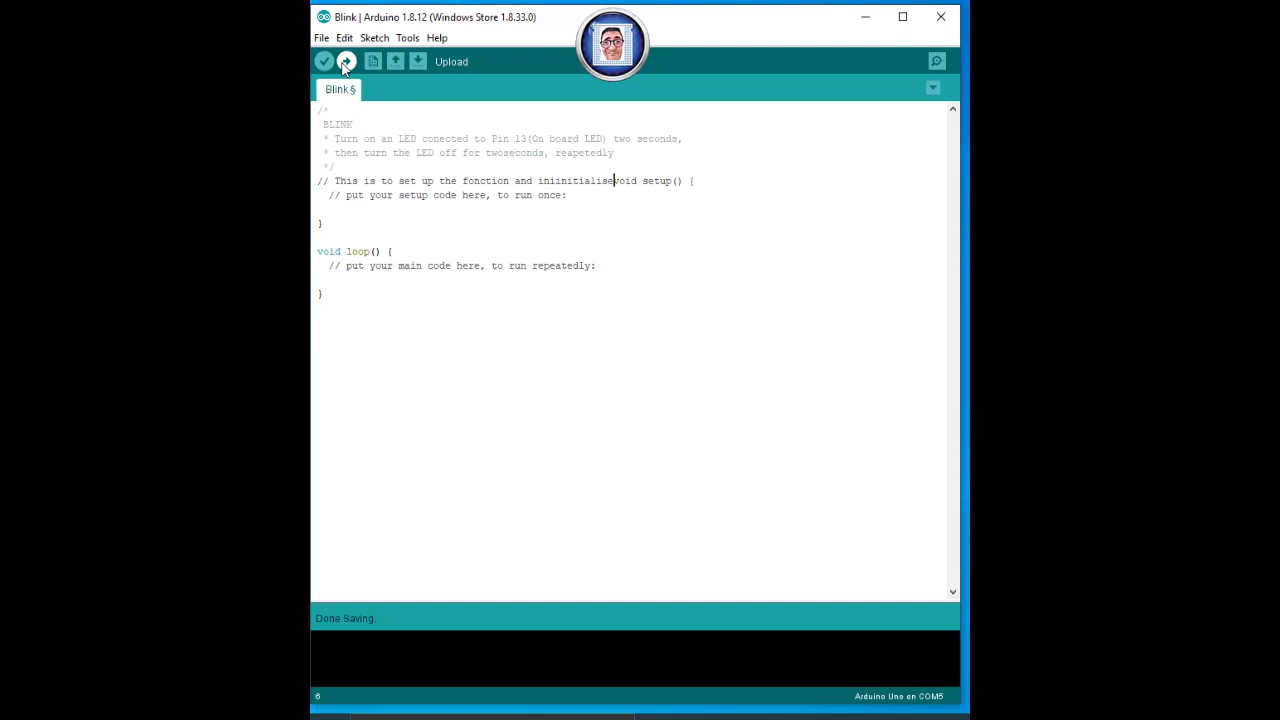 Blink | Arduino 1.8.12 (Windows Store 1.8.33.0)
File Edit Sketch Tools Help
Upload
Blink §
/*
BLINK
* Turn on an LED conected to Pin 13(On board LED) two seconds,
* then turn the LED off for twoseconds, reapetedly
*/
// This is to set up the fonction and iniinitialisevoid setup() {
// put your setup code here, to run once:
}
void loop() {
// put your main code here, to run repeatedly:
}
Done Saving.
6
Arduino Uno on COM5